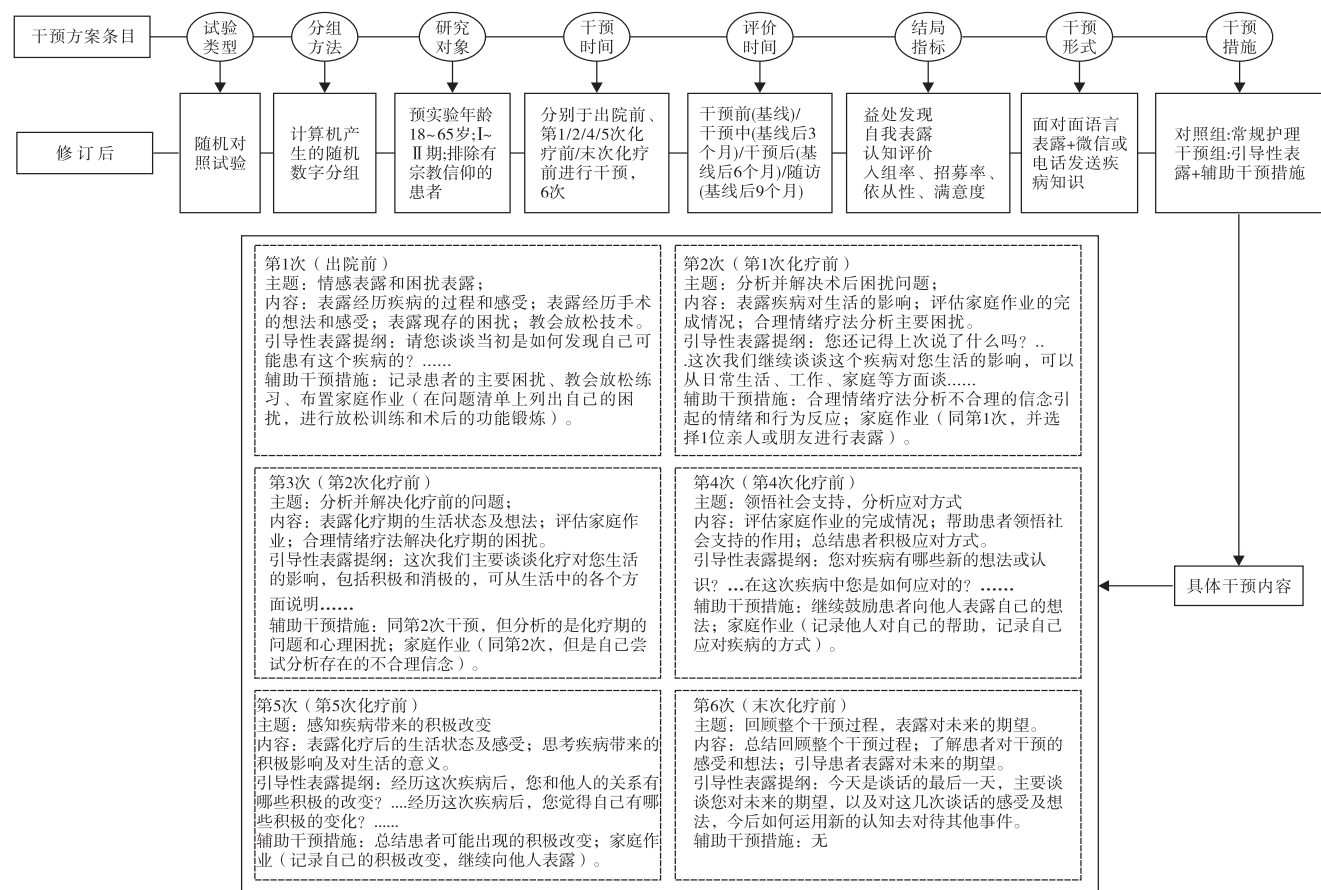 干预方案条目
试验
类型
分组
方法
研究
对象
干预
时间
评价
时间
结局
指标
干预
形式
干预
措施
修订后
随机对
照试验
计算机产
生的随机
数字分组
预实验年龄
18~65岁;Ⅰ~
Ⅱ期;排除有
宗教信仰的
患者
分别于出院前、
第1/2/4/5次化
疗前/末次化疗
前进行干预，
6次
干预前(基线)/
干预中(基线后3
个月)/干预后(基
线后6个月)/随访
(基线后9个月)
益处发现
自我表露
认知评价
入组率、招募率、
依从性、满意度
面对面语言
表露+微信或
电话发送疾
病知识
对照组:常规护理
干预组:引导性表
露+辅助干预措施
第1次（出院前）
主题：情感表露和困扰表露；
内容：表露经历疾病的过程和感受；表露经历手术
的想法和感受；表露现存的困扰；教会放松技术。
引导性表露提纲：请您谈谈当初是如何发现自己可
能患有这个疾病的？......
辅助干预措施：记录患者的主要困扰、教会放松练
习、布置家庭作业（在问题清单上列出自己的困
扰，进行放松训练和术后的功能锻炼）。
第2次（第1次化疗前）
主题：分析并解决术后困扰问题；
内容：表露疾病对生活的影响；评估家庭作业的完
成情况；合理情绪疗法分析主要困扰。
引导性表露提纲：您还记得上次说了什么吗？..
.这次我们继续谈谈这个疾病对您生活的影响，可以
从日常生活、工作、家庭等方面谈......
辅助干预措施：合理情绪疗法分析不合理的信念引
起的情绪和行为反应；家庭作业（同第1次，并选
择1位亲人或朋友进行表露）。
第3次（第2次化疗前）
主题：分析并解决化疗前的问题；
内容：表露化疗期的生活状态及想法；评估家庭作
业；合理情绪疗法解决化疗期的困扰。
引导性表露提纲：这次我们主要谈谈化疗对您生活
的影响，包括积极和消极的，可从生活中的各个方
面说明......
辅助干预措施：同第2次干预，但分析的是化疗期的
问题和心理困扰；家庭作业（同第2次，但是自己尝
试分析存在的不合理信念）。
第4次（第4次化疗前）
主题：领悟社会支持，分析应对方式
内容：评估家庭作业的完成情况；帮助患者领悟社
会支持的作用；总结患者积极应对方式。
引导性表露提纲：您对疾病有哪些新的想法或认
识？...在这次疾病中您是如何应对的？......
辅助干预措施：继续鼓励患者向他人表露自己的想
法；家庭作业（记录他人对自己的帮助，记录自己
应对疾病的方式）。
具体干预内容
第5次（第5次化疗前）
主题：感知疾病带来的积极改变
内容：表露化疗后的生活状态及感受；思考疾病带来的
积极影响及对生活的意义。
引导性表露提纲：经历这次疾病后，您和他人的关系有
哪些积极的改变？....经历这次疾病后，您觉得自己有哪
些积极的变化？......
辅助干预措施：总结患者可能出现的积极改变；家庭作
业（记录自己的积极改变，继续向他人表露）。
第6次（末次化疗前）
主题：回顾整个干预过程，表露对未来的期望。
内容：总结回顾整个干预过程；了解患者对干预的
感受和想法；引导患者表露对未来的期望。
引导性表露提纲：今天是谈话的最后一天，主要谈
谈您对未来的期望，以及对这几次谈话的感受及想
法，今后如何运用新的认知去对待其他事件。
辅助干预措施：无